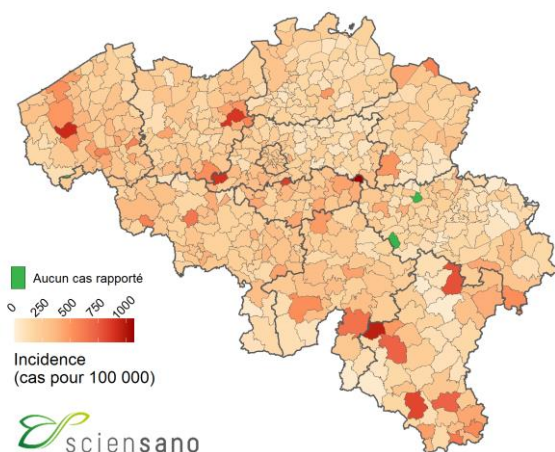 Aucun cas rapporté
0 250 500 750 1000
Incidence
(cas pour 100 000)
sciensano